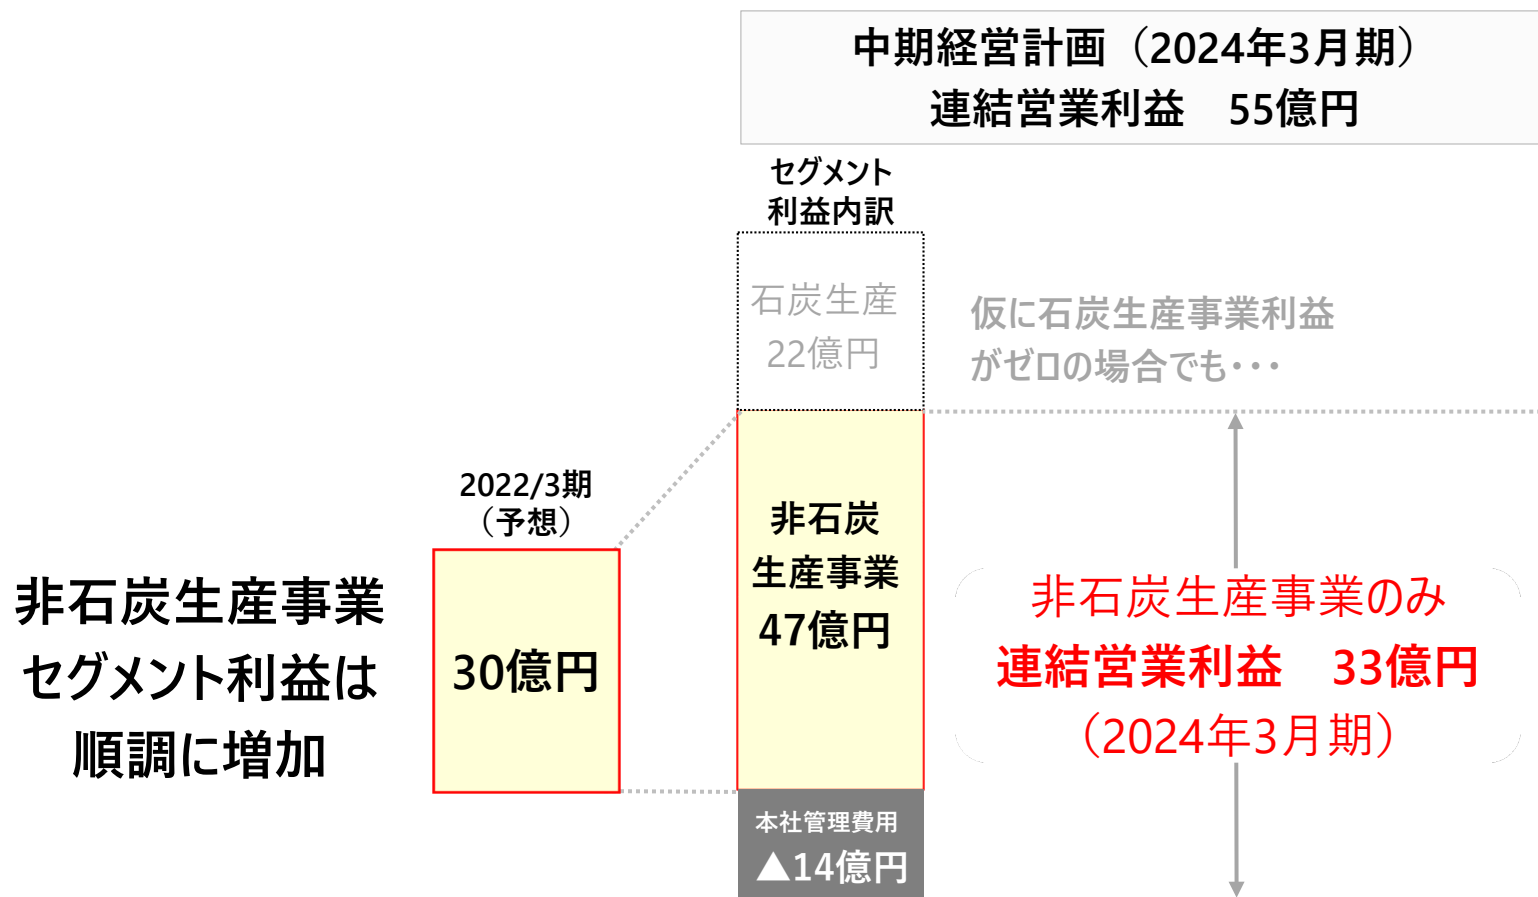 中期経営計画（2024年3月期）
連結営業利益　55億円
セグメント
利益内訳
石炭生産
22億円
仮に石炭生産事業利益
がゼロの場合でも・・・
2022/3期
（予想）
30億円
非石炭生産事業
セグメント利益は
順調に増加
非石炭
生産事業
47億円
非石炭生産事業のみ
連結営業利益　33億円
（2024年3月期）
本社管理費用
▲14億円